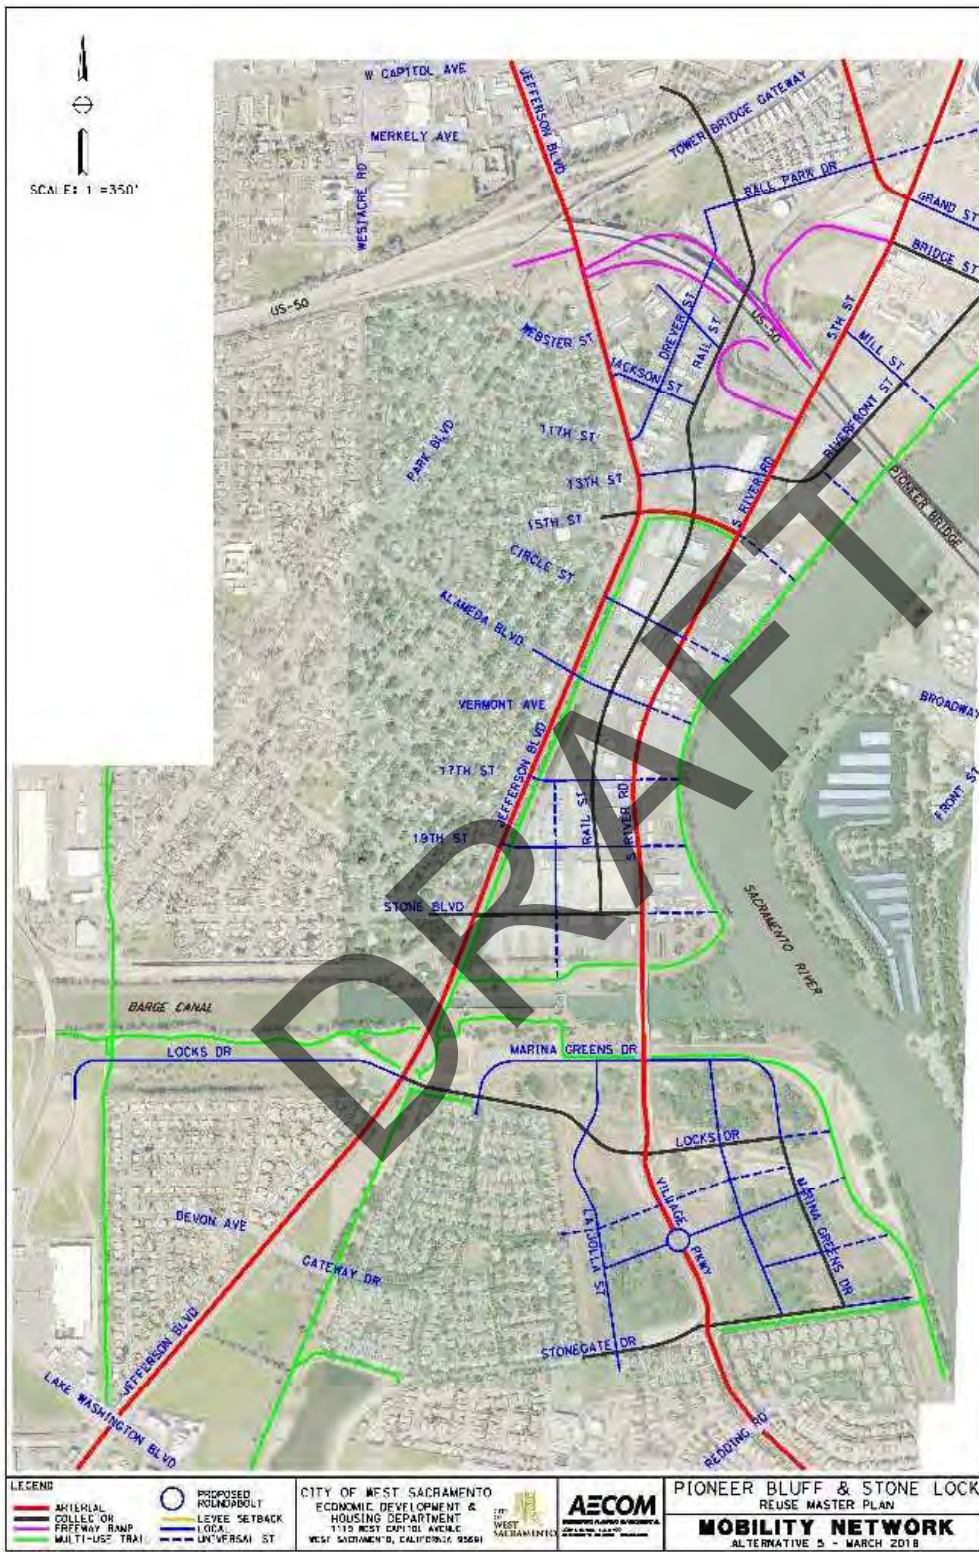 W CAPITOL AVE
JEFFERSON BLVD
TOWER BRIDGE GATEWAY
MERKELY AVE
SCALE: 1"=350'
WESTACRE RD
BALL PARK DR
GRAND ST
BRIDGE ST
US-50
WEBSTER ST
DREVER ST
RAIL ST
US-50
5TH ST
MILL ST
JACKSON ST
RIVERFRONT ST
PARK BLVD
11TH ST
13TH ST
S RIVER RD
PIONEER BRIDGE
15TH ST
CIRCLE ST
ALAMEDA BLVD
VERMONT AVE
BROADWAY
JEFFERSON BLVD
17TH ST
RAIL ST
S RIVER RD
FRONT ST
19TH ST
STONE BLVD
SACRAMENTO RIVER
BARGE CANAL
LOCKS DR
MARINA GREENS DR
LOCKS DR
VILLAGE
PKWY
MARINA GREENS DR
DEVON AVE
LA JOLLA ST
GATEWAY DR
JEFFERSON BLVD
STONEGATE DR
LAKE WASHINGTON BLVD
REDDING RD
DRAFT
LEGEND
ARTERIAL
COLLECTOR
FREEWAY RAMP
MULTI-USE TRAIL
PROPOSED
ROUNDABOUT
LEVEE SETBACK
LOCAL
UNIVERSAL ST
CITY OF WEST SACRAMENTO
ECONOMIC DEVELOPMENT &
HOUSING DEPARTMENT
1110 WEST CAPITOL AVENUE
WEST SACRAMENTO, CALIFORNIA 95691
CITY OF
WEST
SACRAMENTO
AECOM
PIONEER BLUFF & STONE LOCK
REUSE MASTER PLAN
MOBILITY NETWORK
ALTERNATIVE 5 - MARCH 2018